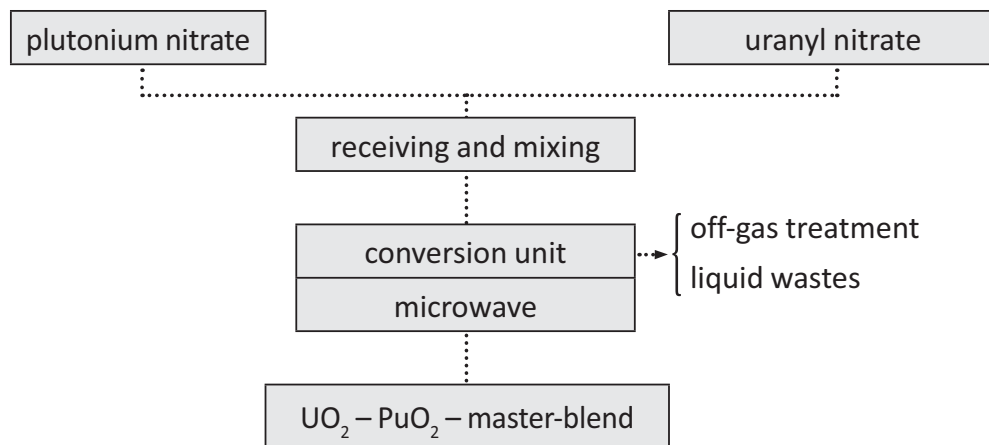 plutonium nitrate
uranyl nitrate
receiving and mixing
conversion unit
off-gas treatment
liquid wastes
microwave
UO₂ – PuO₂ – master-blend